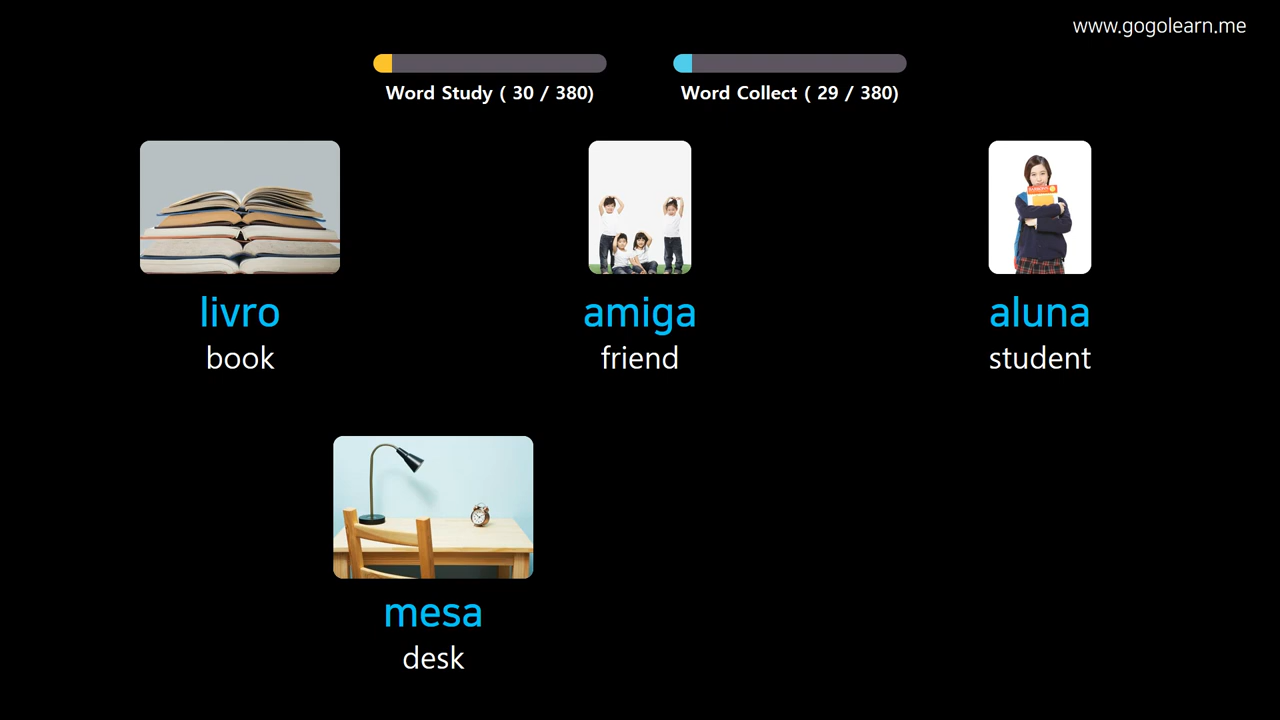 www.gogolearn.me
Word Study ( 30 / 380)
Word Collect ( 29 / 380)
livro
book
amiga
friend
aluna
student
mesa
desk